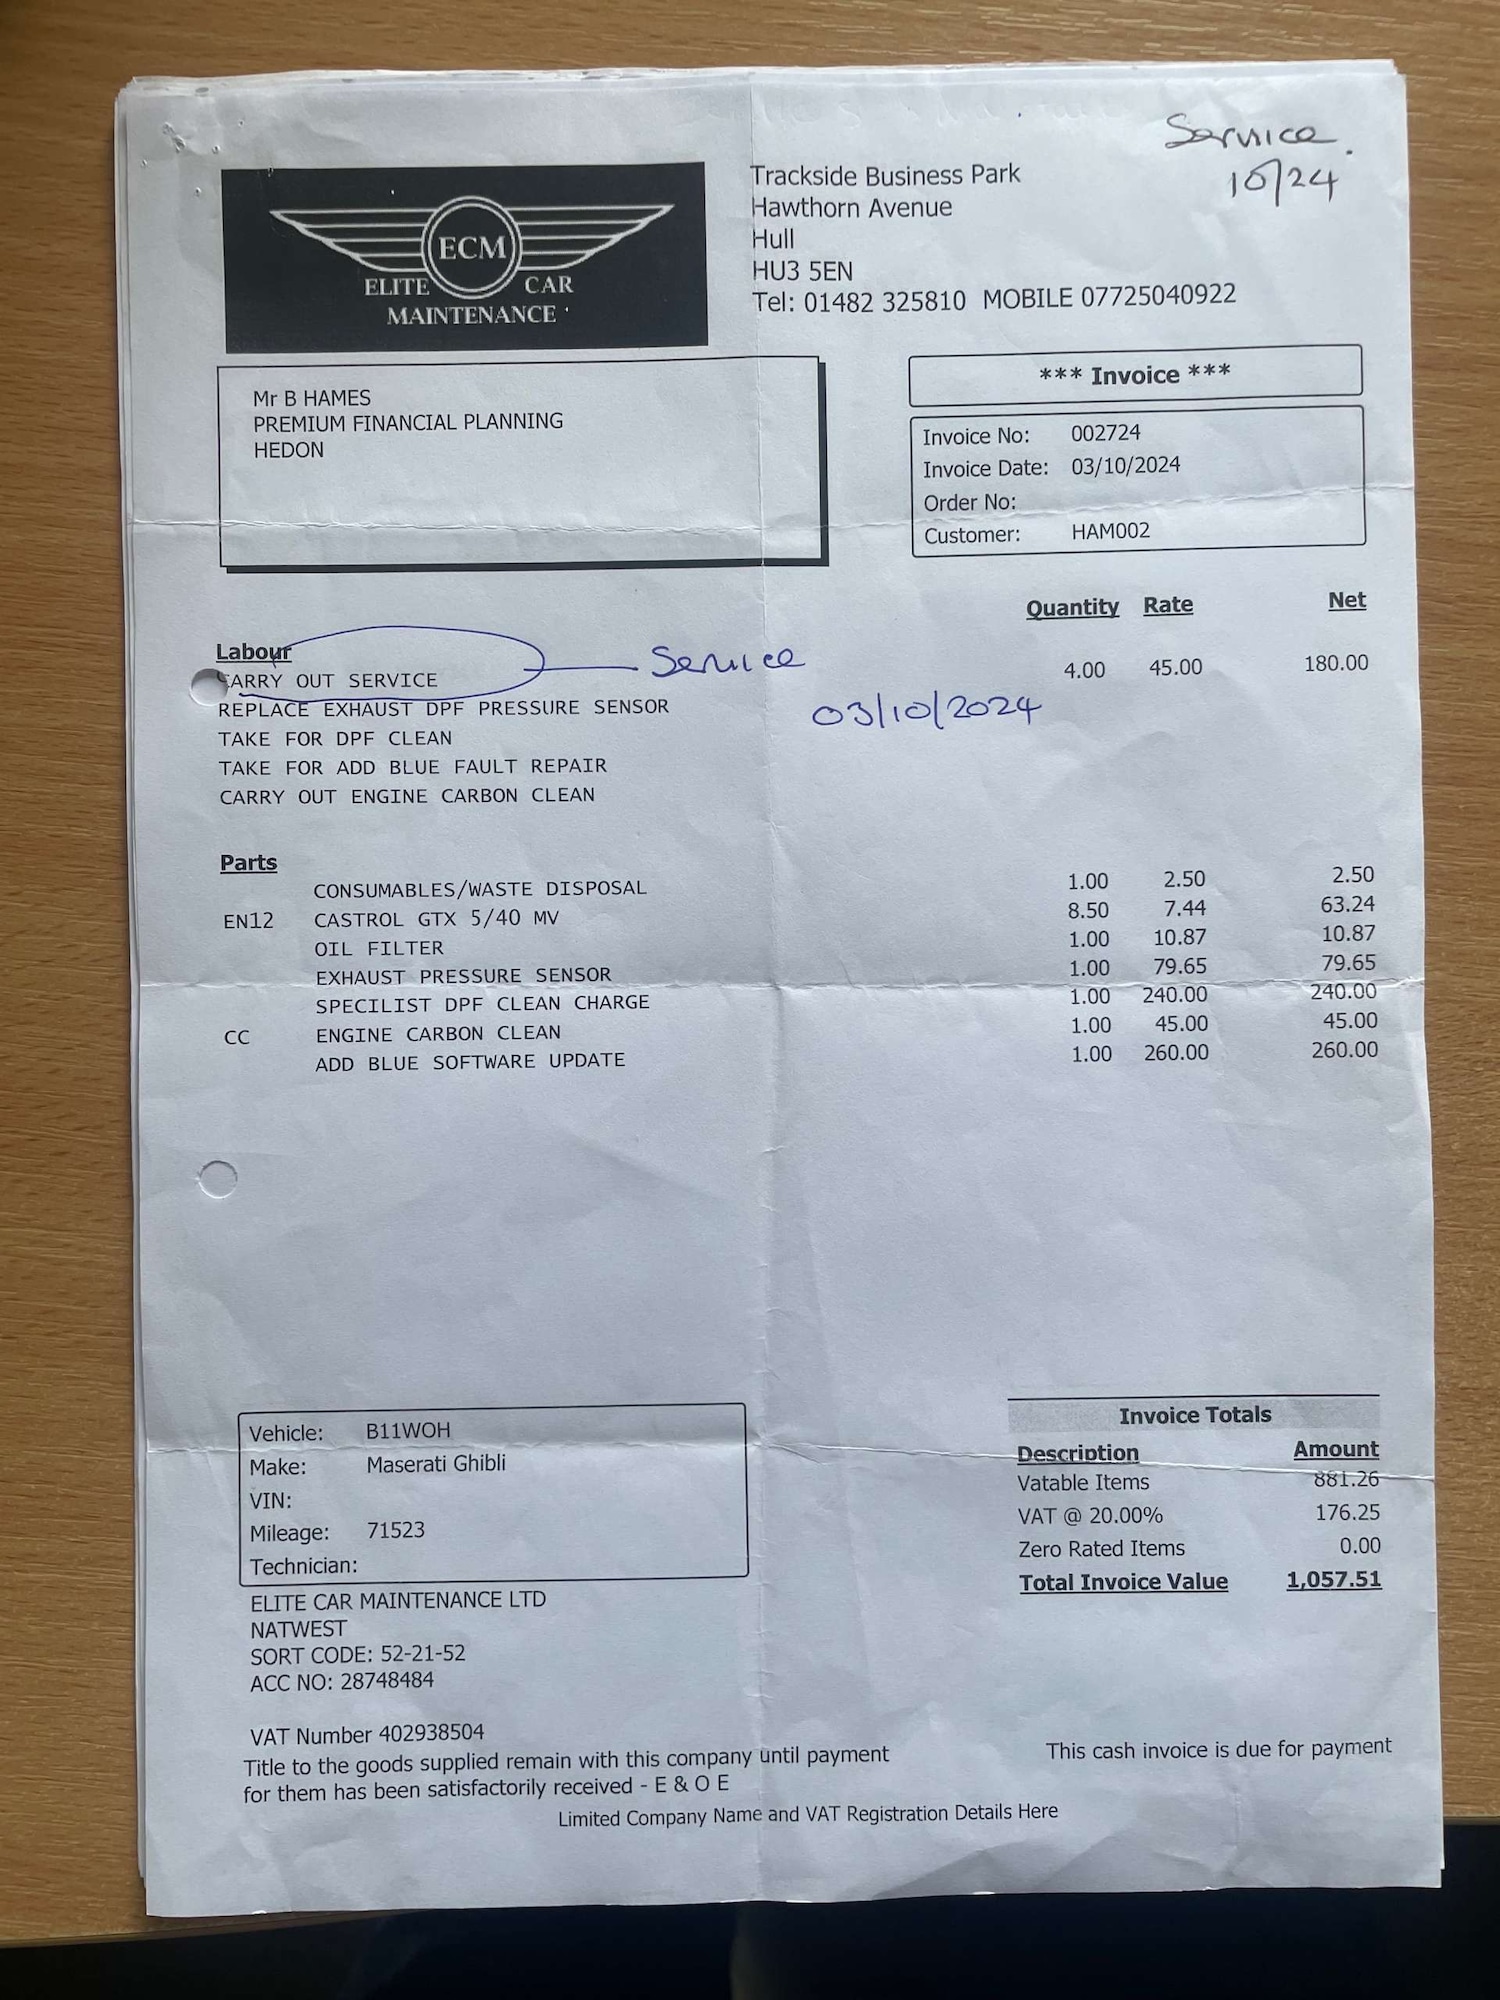 Service
10/24
ECM
ELITE CAR
MAINTENANCE
Trackside Business Park
Hawthorn Avenue
Hull
HU3 5EN
Tel: 01482 325810 MOBILE 07725040922
Mr B HAMES
PREMIUM FINANCIAL PLANNING
HEDON
*** Invoice ***
Invoice No: 002724
Invoice Date: 03/10/2024
Order No:
Customer: HAM002
Quantity Rate Net
Labour
CARRY OUT SERVICE 4.00 45.00 180.00
Service
REPLACE EXHAUST DPF PRESSURE SENSOR
03/10/2024
TAKE FOR DPF CLEAN
TAKE FOR ADD BLUE FAULT REPAIR
CARRY OUT ENGINE CARBON CLEAN
Parts
CONSUMABLES/WASTE DISPOSAL 1.00 2.50 2.50
EN12 CASTROL GTX 5/40 MV 8.50 7.44 63.24
OIL FILTER 1.00 10.87 10.87
EXHAUST PRESSURE SENSOR 1.00 79.65 79.65
SPECILIST DPF CLEAN CHARGE 1.00 240.00 240.00
CC ENGINE CARBON CLEAN 1.00 45.00 45.00
ADD BLUE SOFTWARE UPDATE 1.00 260.00 260.00
Vehicle: B11WOH
Make: Maserati Ghibli
VIN:
Mileage: 71523
Technician:
Invoice Totals
Description Amount
Vatable Items 881.26
VAT @ 20.00% 176.25
Zero Rated Items 0.00
Total Invoice Value 1,057.51
ELITE CAR MAINTENANCE LTD
NATWEST
SORT CODE: 52-21-52
ACC NO: 28748484
VAT Number 402938504
Title to the goods supplied remain with this company until payment
for them has been satisfactorily received - E & O E
This cash invoice is due for payment
Limited Company Name and VAT Registration Details Here